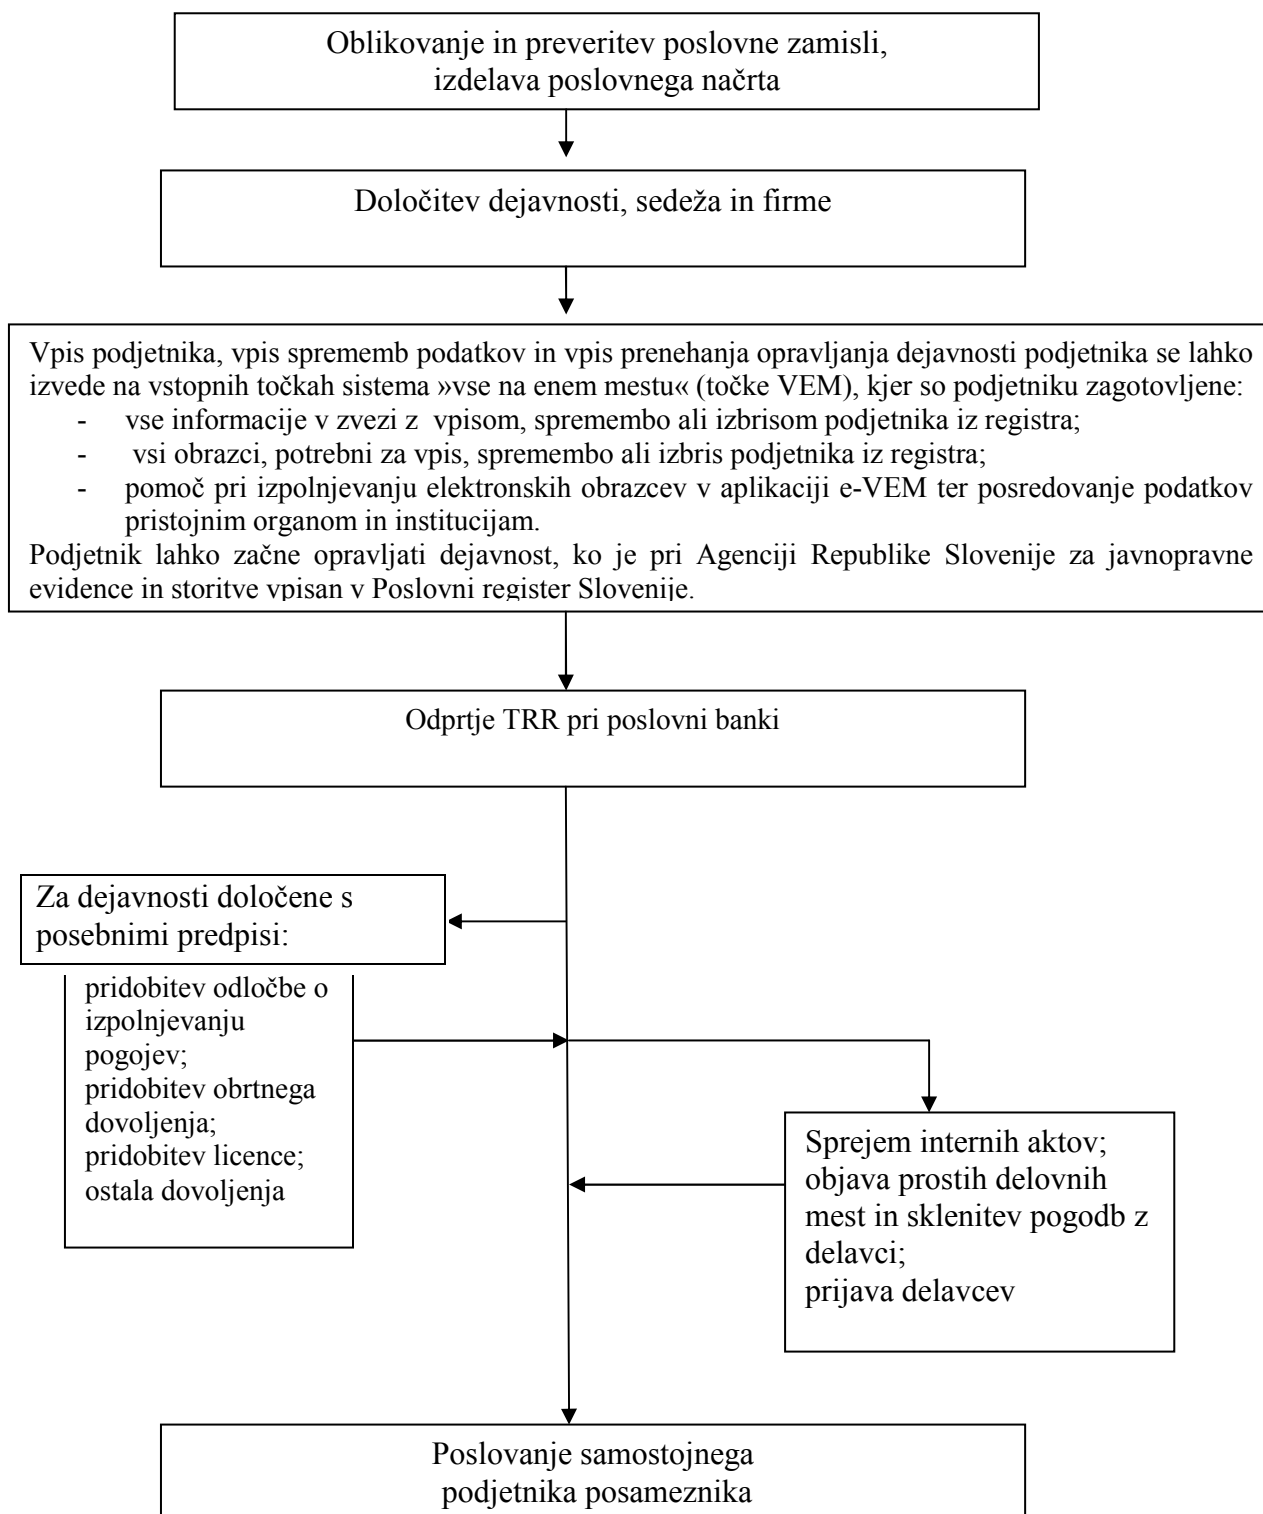 Oblikovanje in preveritev poslovne zamisli,
izdelava poslovnega načrta
Določitev dejavnosti, sedeža in firme
Vpis podjetnika, vpis sprememb podatkov in vpis prenehanja opravljanja dejavnosti podjetnika se lahko
izvede na vstopnih točkah sistema »vse na enem mestu« (točke VEM), kjer so podjetniku zagotovljene:
- vse informacije v zvezi z vpisom, spremembo ali izbrisom podjetnika iz registra;
- vsi obrazci, potrebni za vpis, spremembo ali izbris podjetnika iz registra;
- pomoč pri izpolnjevanju elektronskih obrazcev v aplikaciji e-VEM ter posredovanje podatkov
pristojnim organom in institucijam.
Podjetnik lahko začne opravljati dejavnost, ko je pri Agenciji Republike Slovenije za javnopravne
evidence in storitve vpisan v Poslovni register Slovenije.
Odprtje TRR pri poslovni banki
Za dejavnosti določene s
posebnimi predpisi:
pridobitev odločbe o
izpolnjevanju
pogojev;
pridobitev obrtnega
dovoljenja;
pridobitev licence;
ostala dovoljenja
Sprejem internih aktov;
objava prostih delovnih
mest in sklenitev pogodb z
delavci;
prijava delavcev
Poslovanje samostojnega
podjetnika posameznika